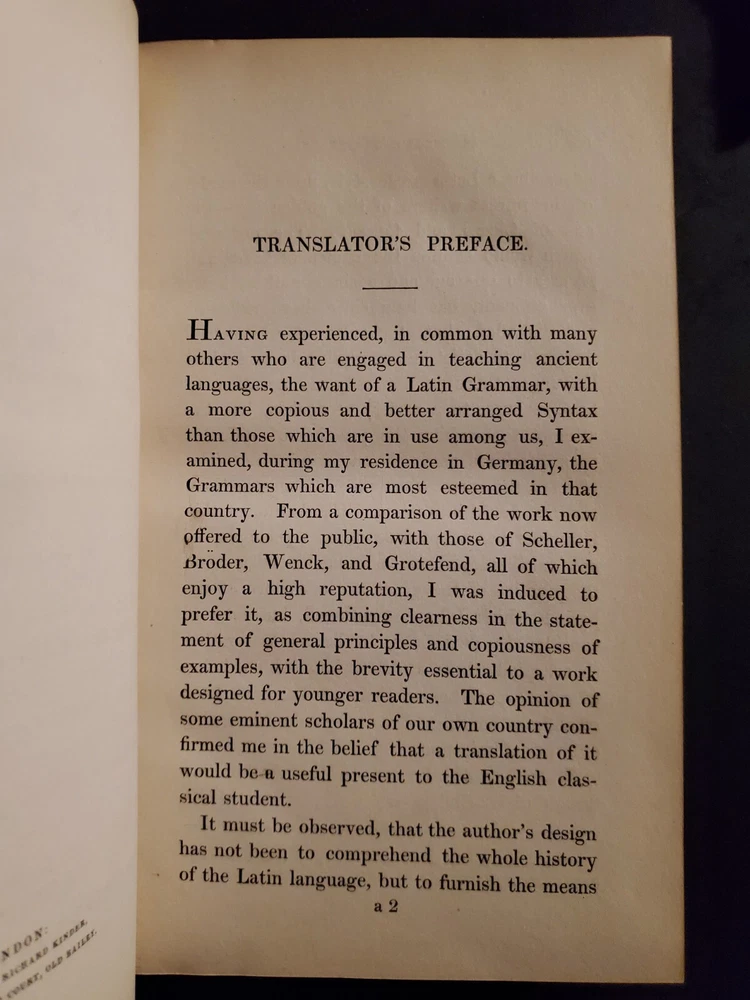 NDON:
RICHARD KINDER,
COURT, OLD BAILEY.
TRANSLATOR'S PREFACE.
HAVING experienced, in common with many
others who are engaged in teaching ancient
languages, the want of a Latin Grammar, with
a more copious and better arranged Syntax
than those which are in use among us, I ex-
amined, during my residence in Germany, the
Grammars which are most esteemed in that
country. From a comparison of the work now
offered to the public, with those of Scheller,
Bröder, Wenck, and Grotefend, all of which
enjoy a high reputation, I was induced to
prefer it, as combining clearness in the state-
ment of general principles and copiousness of
examples, with the brevity essential to a work
designed for younger readers. The opinion of
some eminent scholars of our own country con-
firmed me in the belief that a translation of it
would be a useful present to the English clas-
sical student.
It must be observed, that the author's design
has not been to comprehend the whole history
of the Latin language, but to furnish the means
a 2